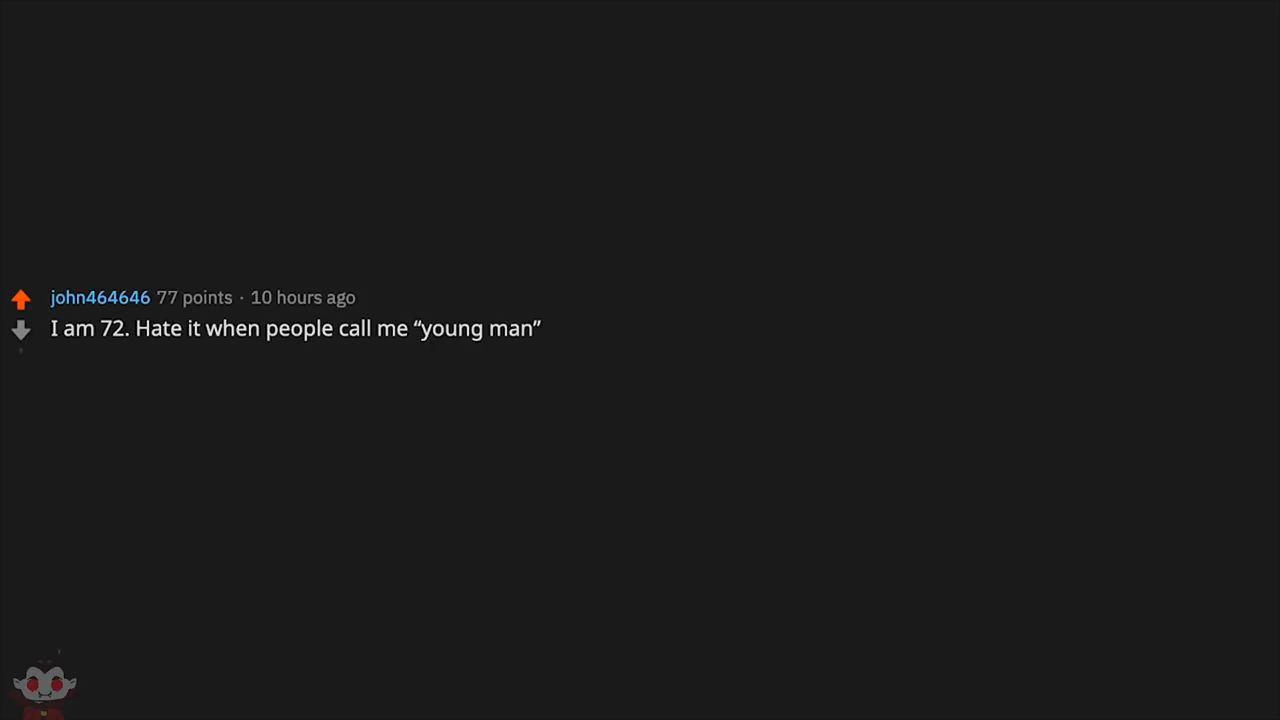 john464646 77 points · 10 hours ago
I am 72. Hate it when people call me “young man”